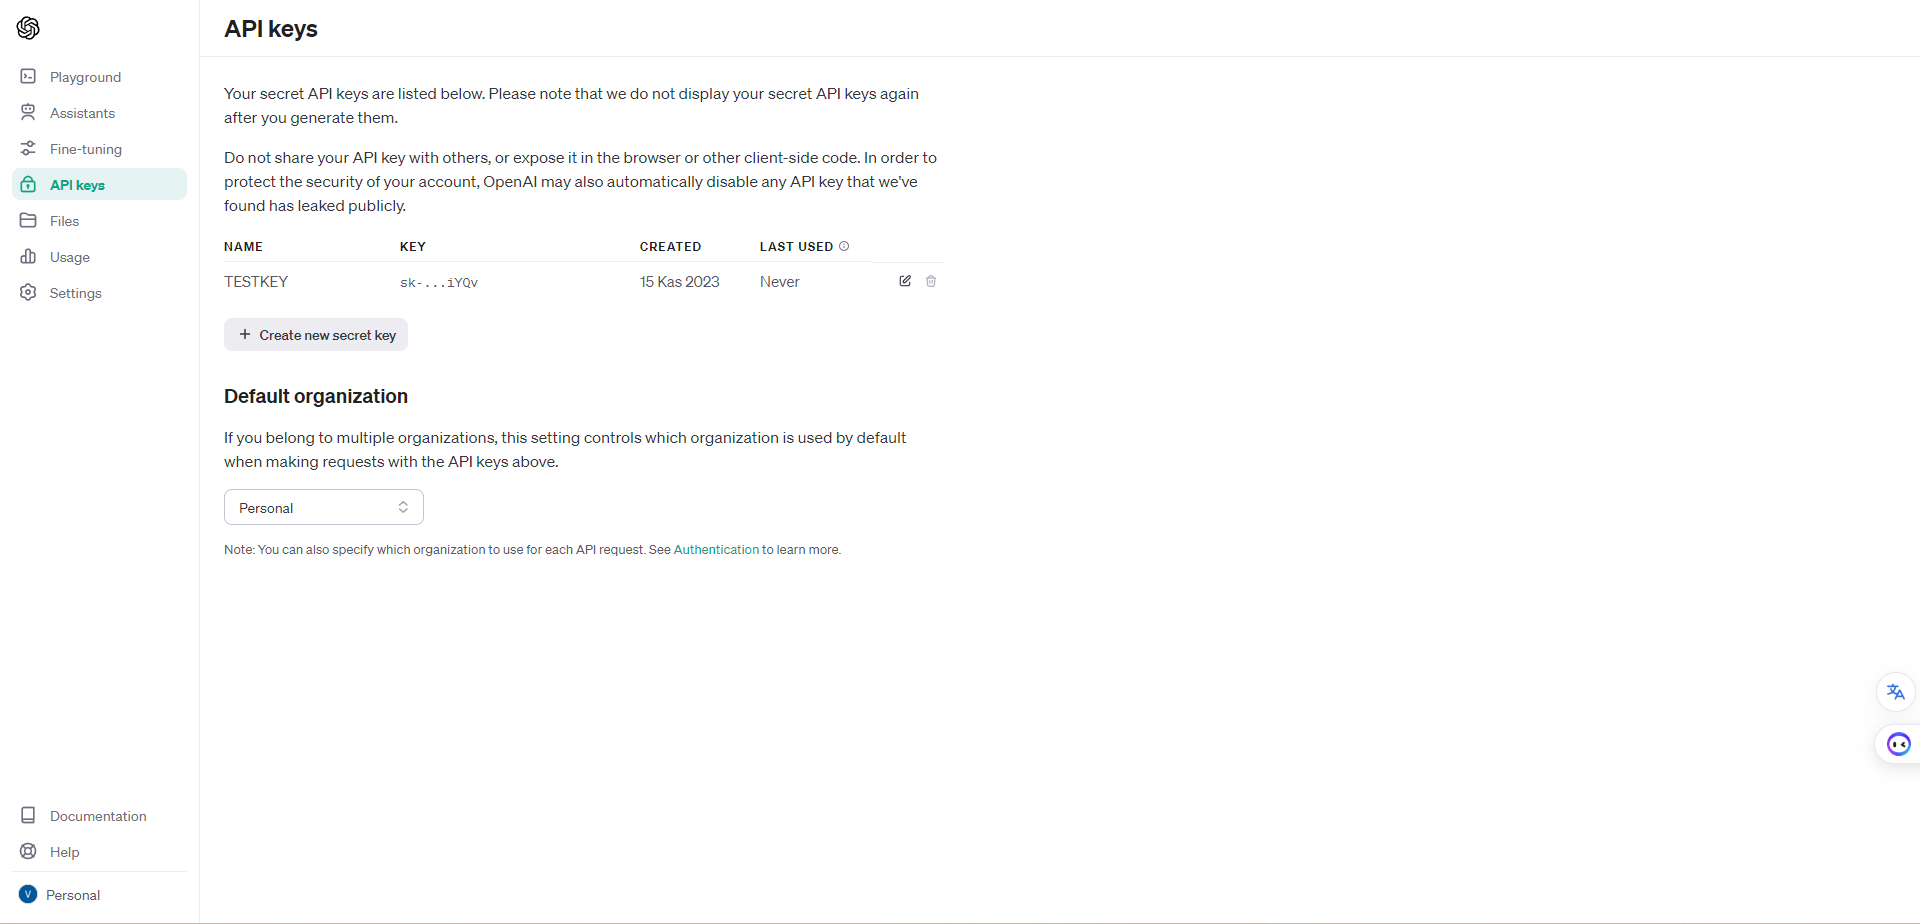 API keys
Playground
Assistants
Fine-tuning
API keys
Files
Usage
Settings
Your secret API keys are listed below. Please note that we do not display your secret API keys again
after you generate them.
Do not share your API key with others, or expose it in the browser or other client-side code. In order to
protect the security of your account, OpenAI may also automatically disable any API key that we've
found has leaked publicly.
NAME KEY CREATED LAST USED
TESTKEY sk-...iYQv 15 Kas 2023 Never
Create new secret key
Default organization
If you belong to multiple organizations, this setting controls which organization is used by default
when making requests with the API keys above.
Personal
Note: You can also specify which organization to use for each API request. See Authentication to learn more.
Documentation
Help
V Personal